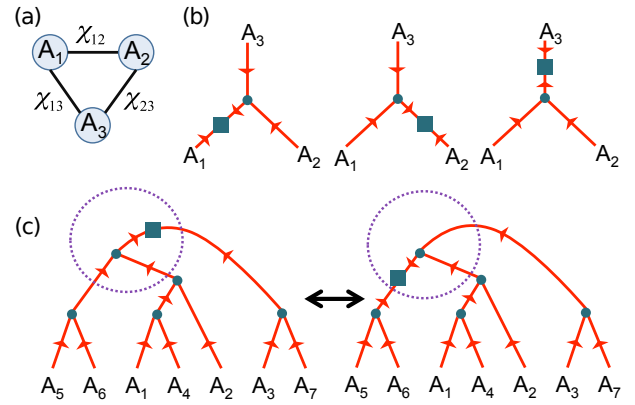 (a)
χ12
A1 A2
χ13 χ23
A3
(b)
A3 A3 A3
A1 A2 A1 A2 A1 A2
(c)
A5 A6 A1 A4 A2 A3 A7 A5 A6 A1 A4 A2 A3 A7